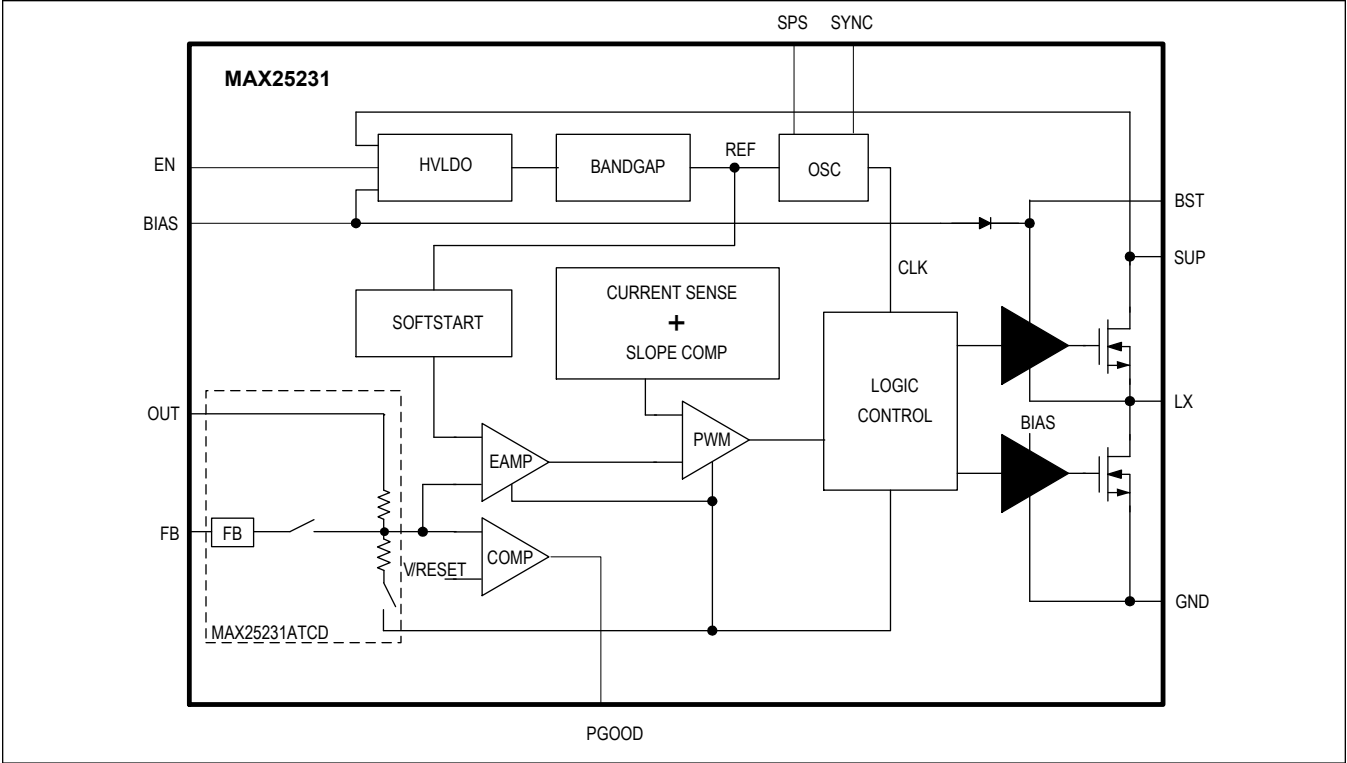 SPS SYNC
MAX25231
EN
HVLDO
BANDGAP
REF
OSC
BIAS
BST
SUP
CLK
SOFTSTART
CURRENT SENSE
+
SLOPE COMP
LOGIC
CONTROL
OUT
EAMP
PWM
BIAS
LX
FB
FB
COMP
V/RESET
MAX25231ATCD
GND
PGOOD